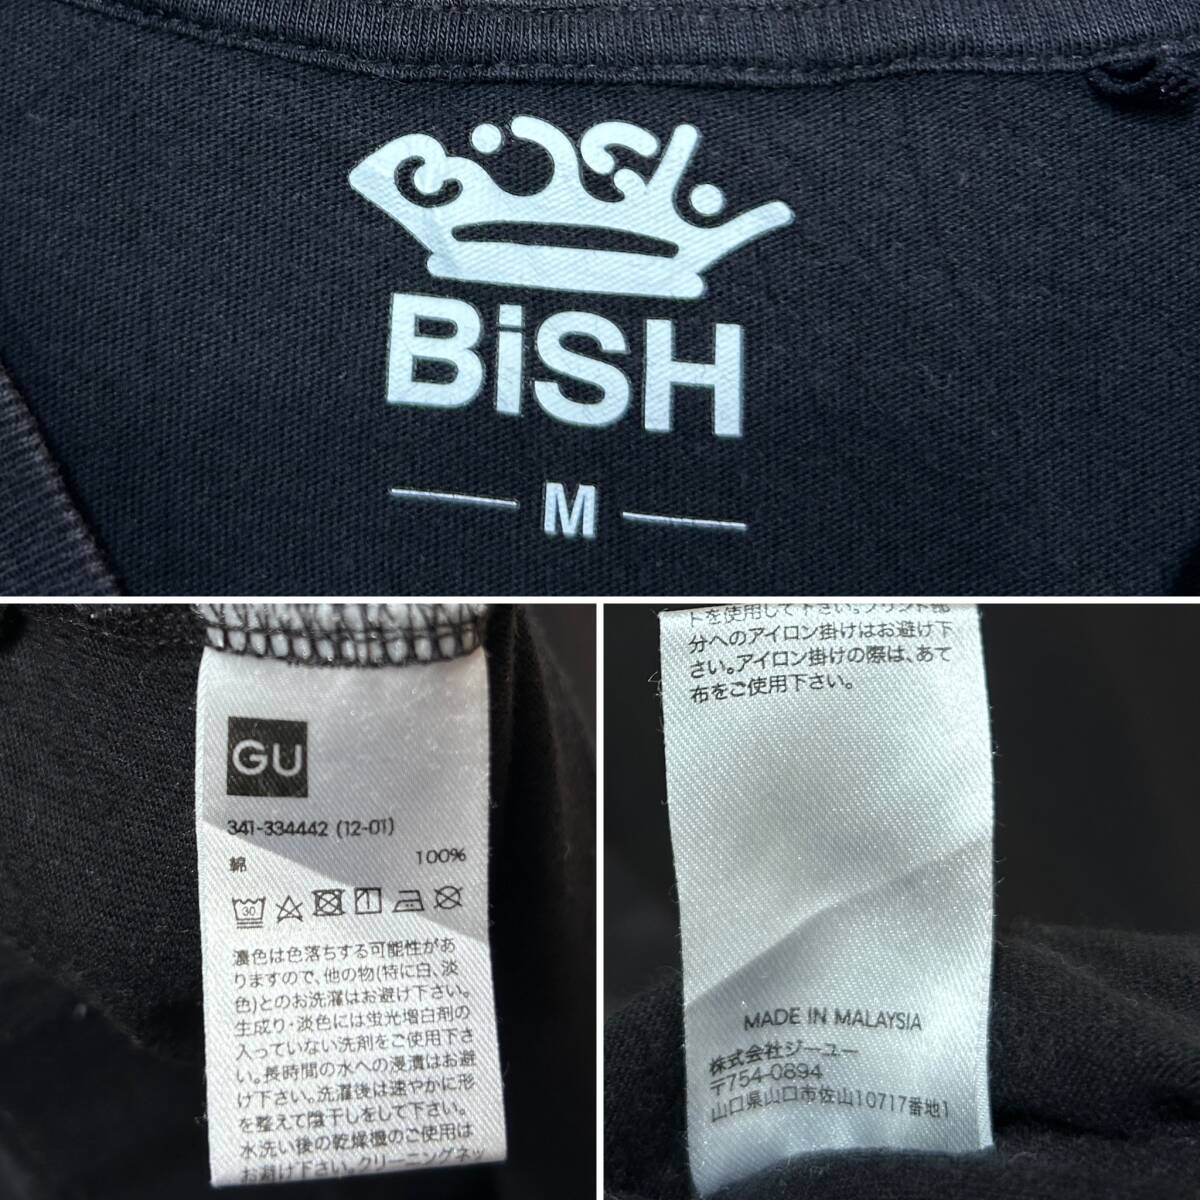 BiSH
BiSH
M
GU
341-334442 (12-01)
綿 100%
30
濃色は色落ちする可能性があ
りますので、他の物(特に白、淡
色)とのお洗濯はお避け下さい。
生成り・淡色には蛍光増白剤の
入っていない洗剤をご使用下さ
い。長時間の水への浸漬はお避
け下さい。洗濯後は速やかに形
を整えて陰干しをして下さい。
水洗い後の乾燥機のご使用は
お避け下さい。クリーニングネッ
トを使用して下さい。プリント部
分へのアイロン掛けはお避け下
さい。アイロン掛けの際は、あて
布をご使用下さい。
MADE IN MALAYSIA
株式会社ジーユー
〒754-0894
山口県山口市佐山10717番地1